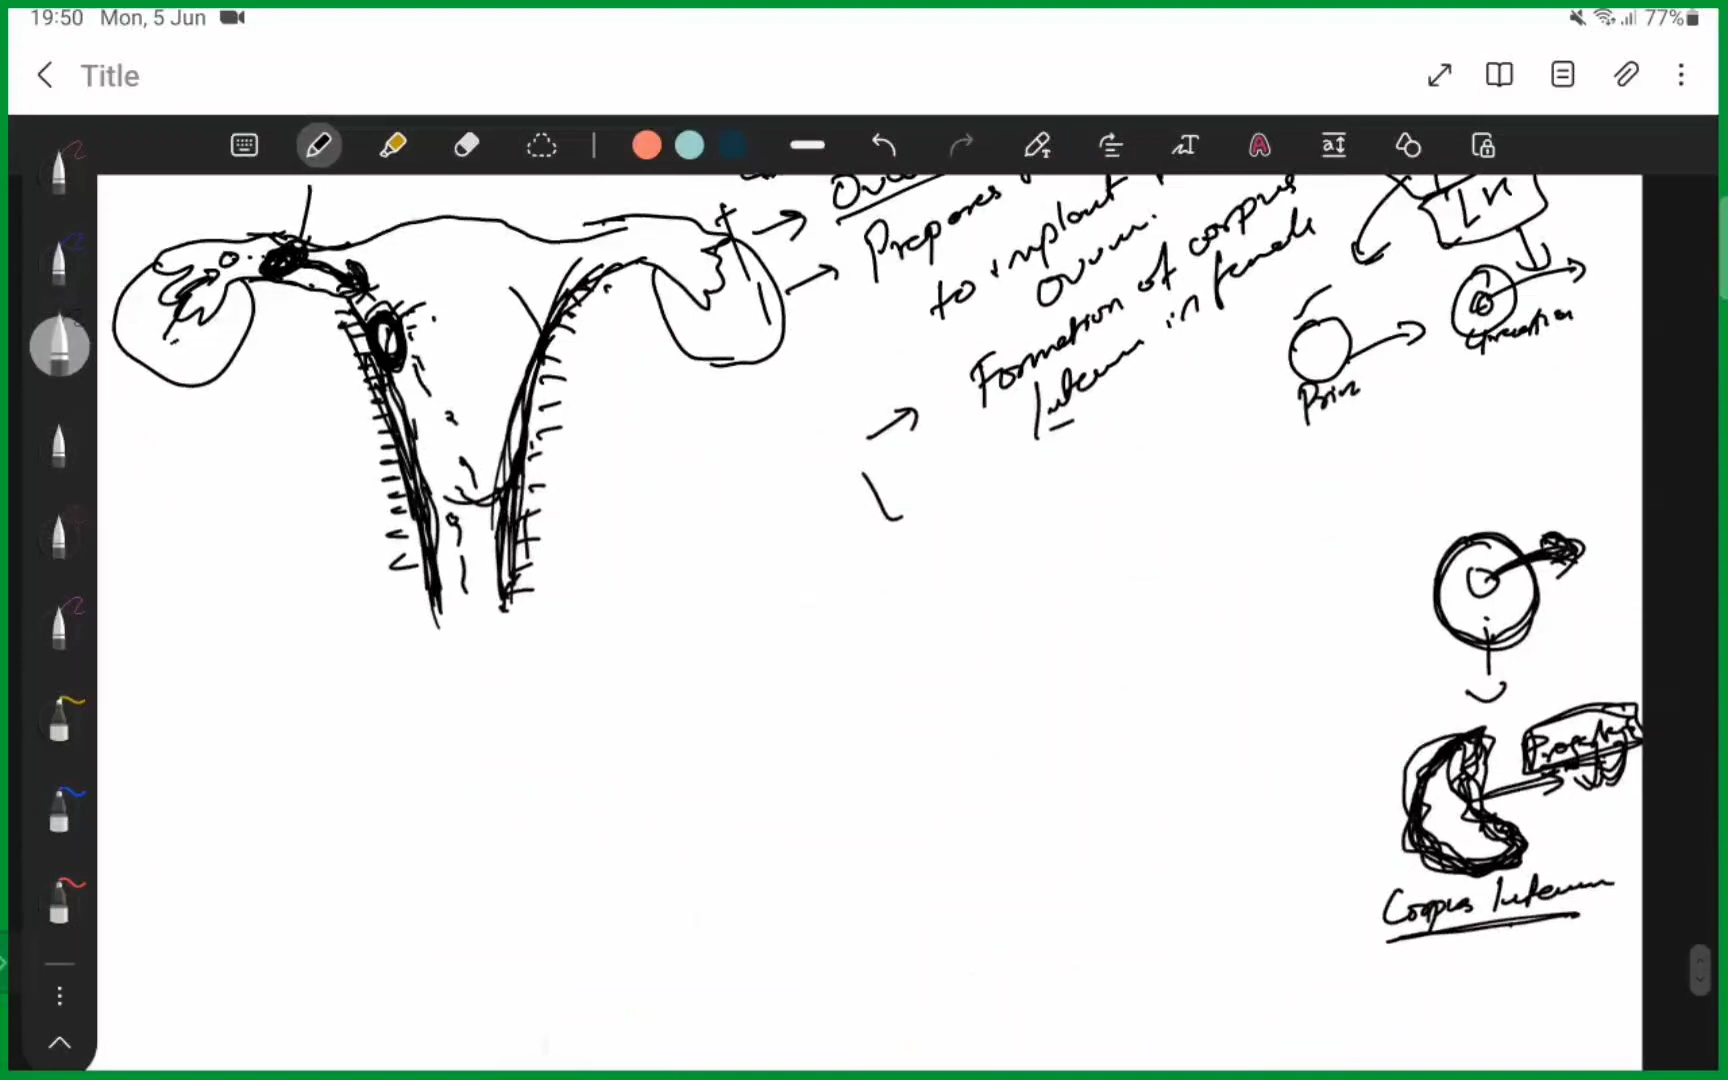 19:50 Mon, 5 Jun
77%
Title
Prepares
to implant
Ovum.
Formation of corpus
luteum in female
LH
Prim
Corpus luteum